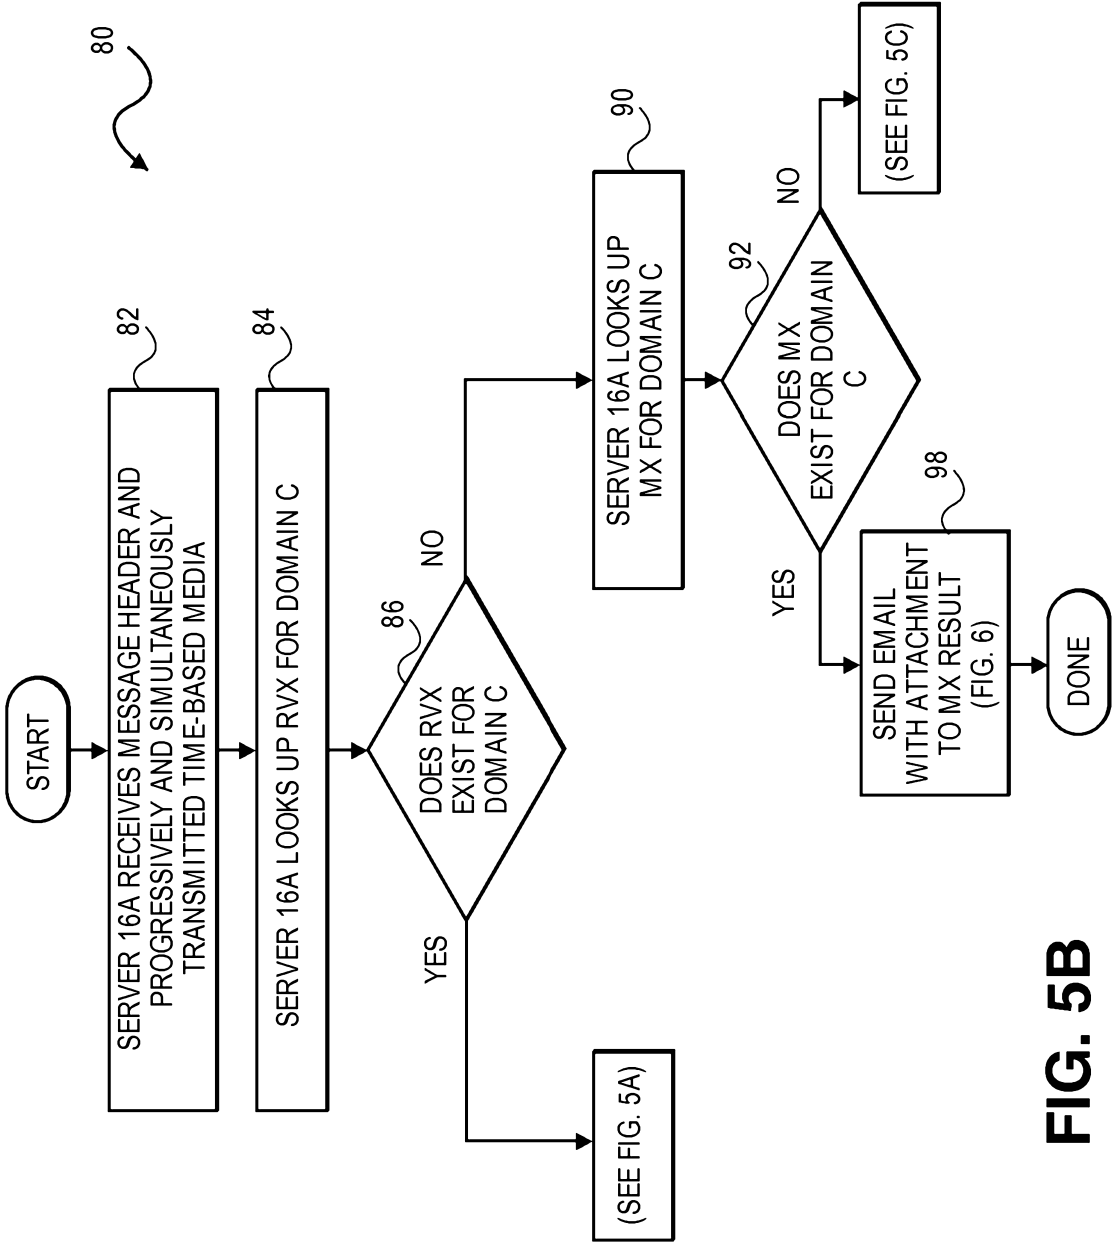 80
START
82
SERVER 16A RECEIVES MESSAGE HEADER AND
PROGRESSIVELY AND SIMULTANEOUSLY
TRANSMITTED TIME-BASED MEDIA
84
SERVER 16A LOOKS UP RVX FOR DOMAIN C
86
DOES RVX
EXIST FOR
DOMAIN C
YES
NO
(SEE FIG. 5A)
90
SERVER 16A LOOKS UP
MX FOR DOMAIN C
92
DOES MX
EXIST FOR DOMAIN
C
YES
NO
98
SEND EMAIL
WITH ATTACHMENT
TO MX RESULT
(FIG. 6)
(SEE FIG. 5C)
DONE
FIG. 5B